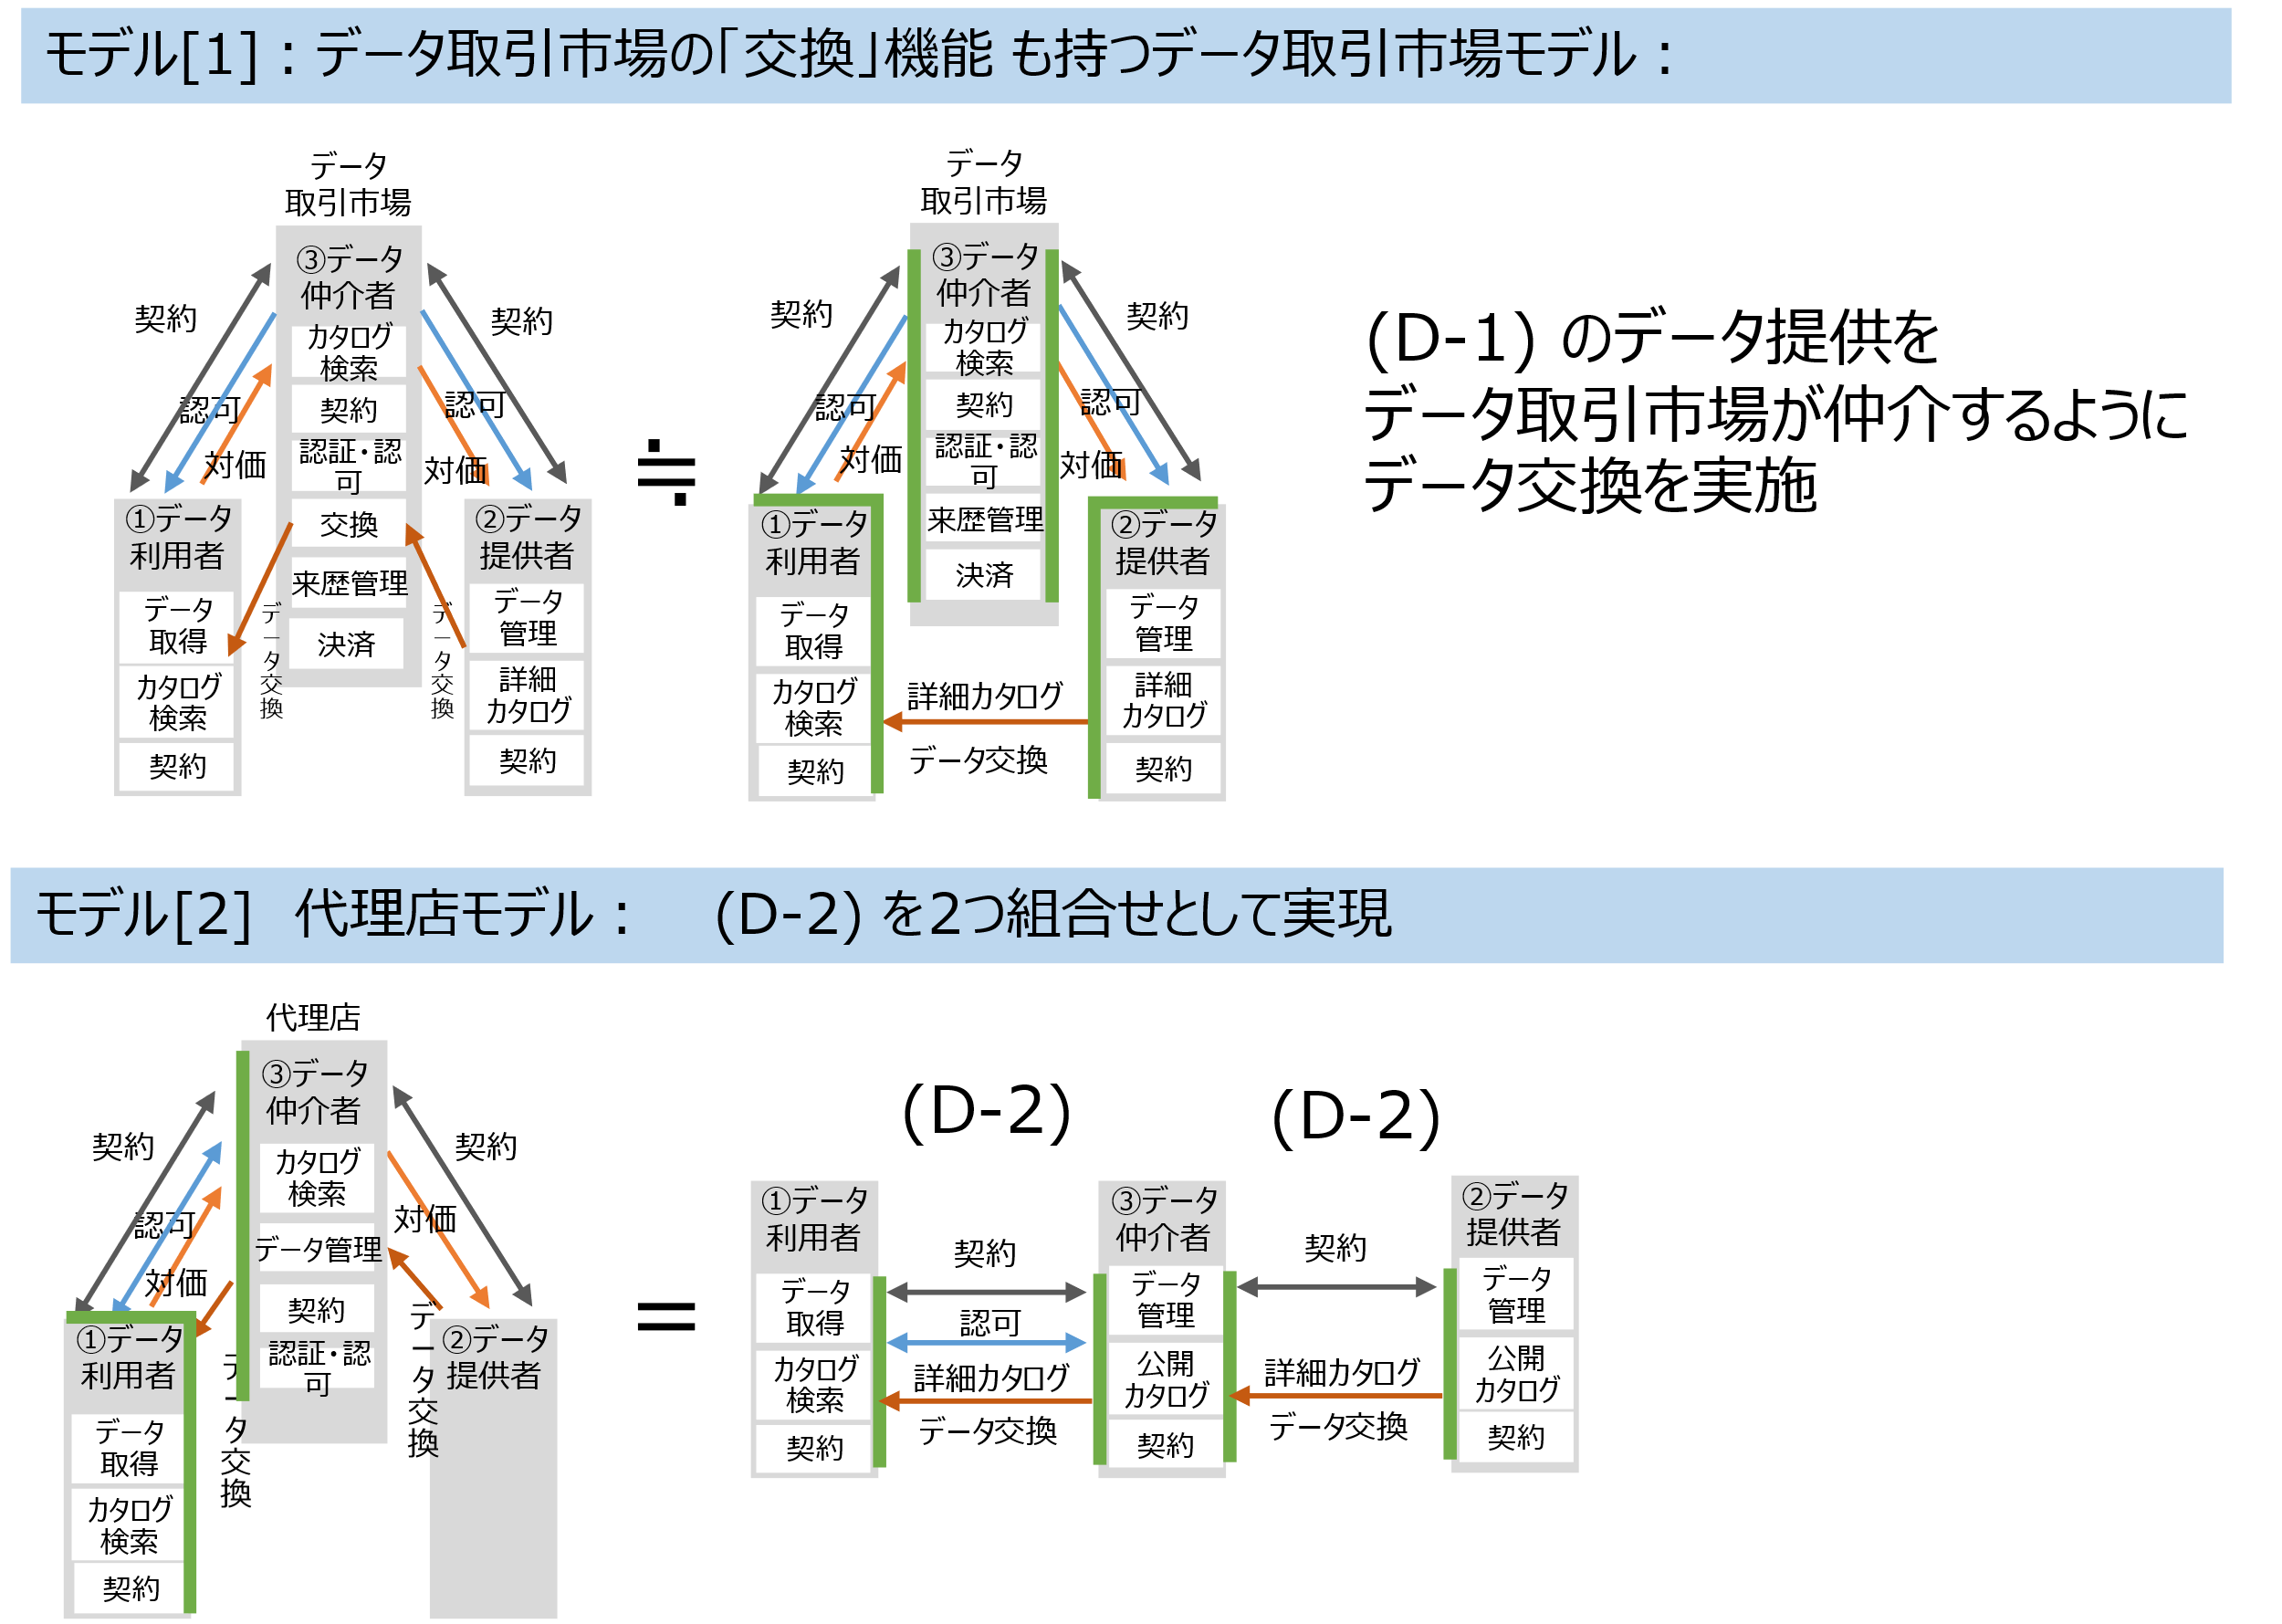 モデル[1]：データ取引市場の「交換」機能 も持つデータ取引市場モデル：
データ
取引市場
③データ
仲介者
カタログ
検索
契約
認証・認
可
交換
来歴管理
決済
契約
認可
対価
契約
認可
対価
①データ
利用者
データ
取得
カタログ
検索
契約
データ交換
データ交換
②データ
提供者
データ
管理
詳細
カタログ
契約
≒
データ
取引市場
③データ
仲介者
カタログ
検索
契約
認証・認
可
来歴管理
決済
契約
認可
対価
契約
認可
対価
①データ
利用者
データ
取得
カタログ
検索
契約
詳細カタログ
データ交換
②データ
提供者
データ
管理
詳細
カタログ
契約
(D-1) のデータ提供を
データ取引市場が仲介するように
データ交換を実施
モデル[2]　代理店モデル：　(D-2) を2つ組合せとして実現
代理店
③データ
仲介者
カタログ
検索
データ管理
契約
認証・認
可
契約
認可
対価
契約
対価
データ交換
データ交換
①データ
利用者
データ
取得
カタログ
検索
契約
②データ
提供者
＝
(D-2)
(D-2)
①データ
利用者
データ
取得
カタログ
検索
契約
契約
認可
詳細カタログ
データ交換
③データ
仲介者
データ
管理
公開
カタログ
契約
契約
詳細カタログ
データ交換
②データ
提供者
データ
管理
公開
カタログ
契約